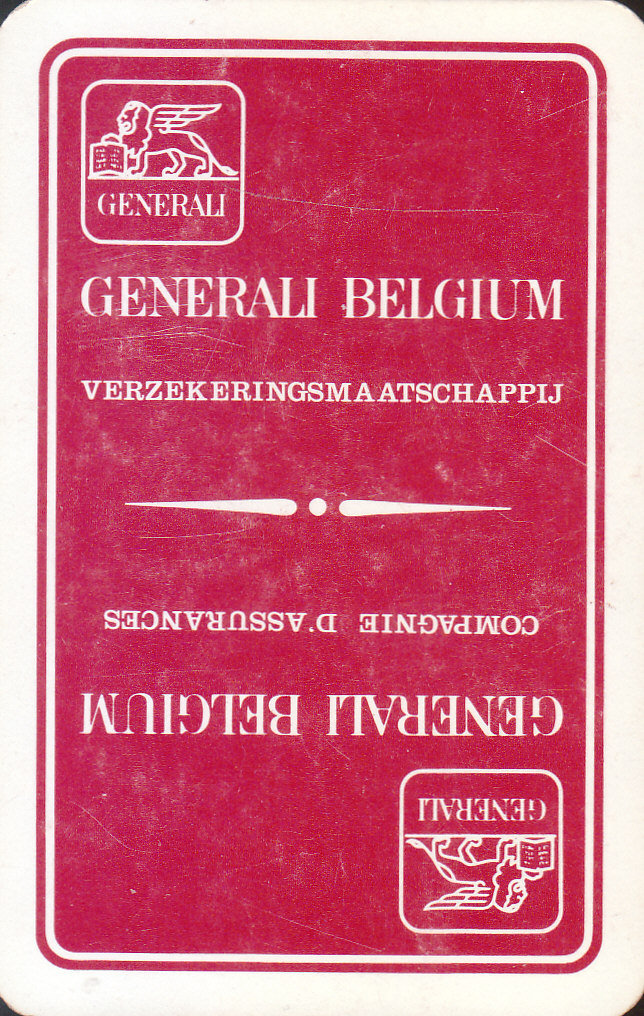 GENERALI
GENERALI BELGIUM
VERZEKERINGSMAATSCHAPPIJ
COMPAGNIE D'ASSURANCES
GENERALI BELGIUM
GENERALI